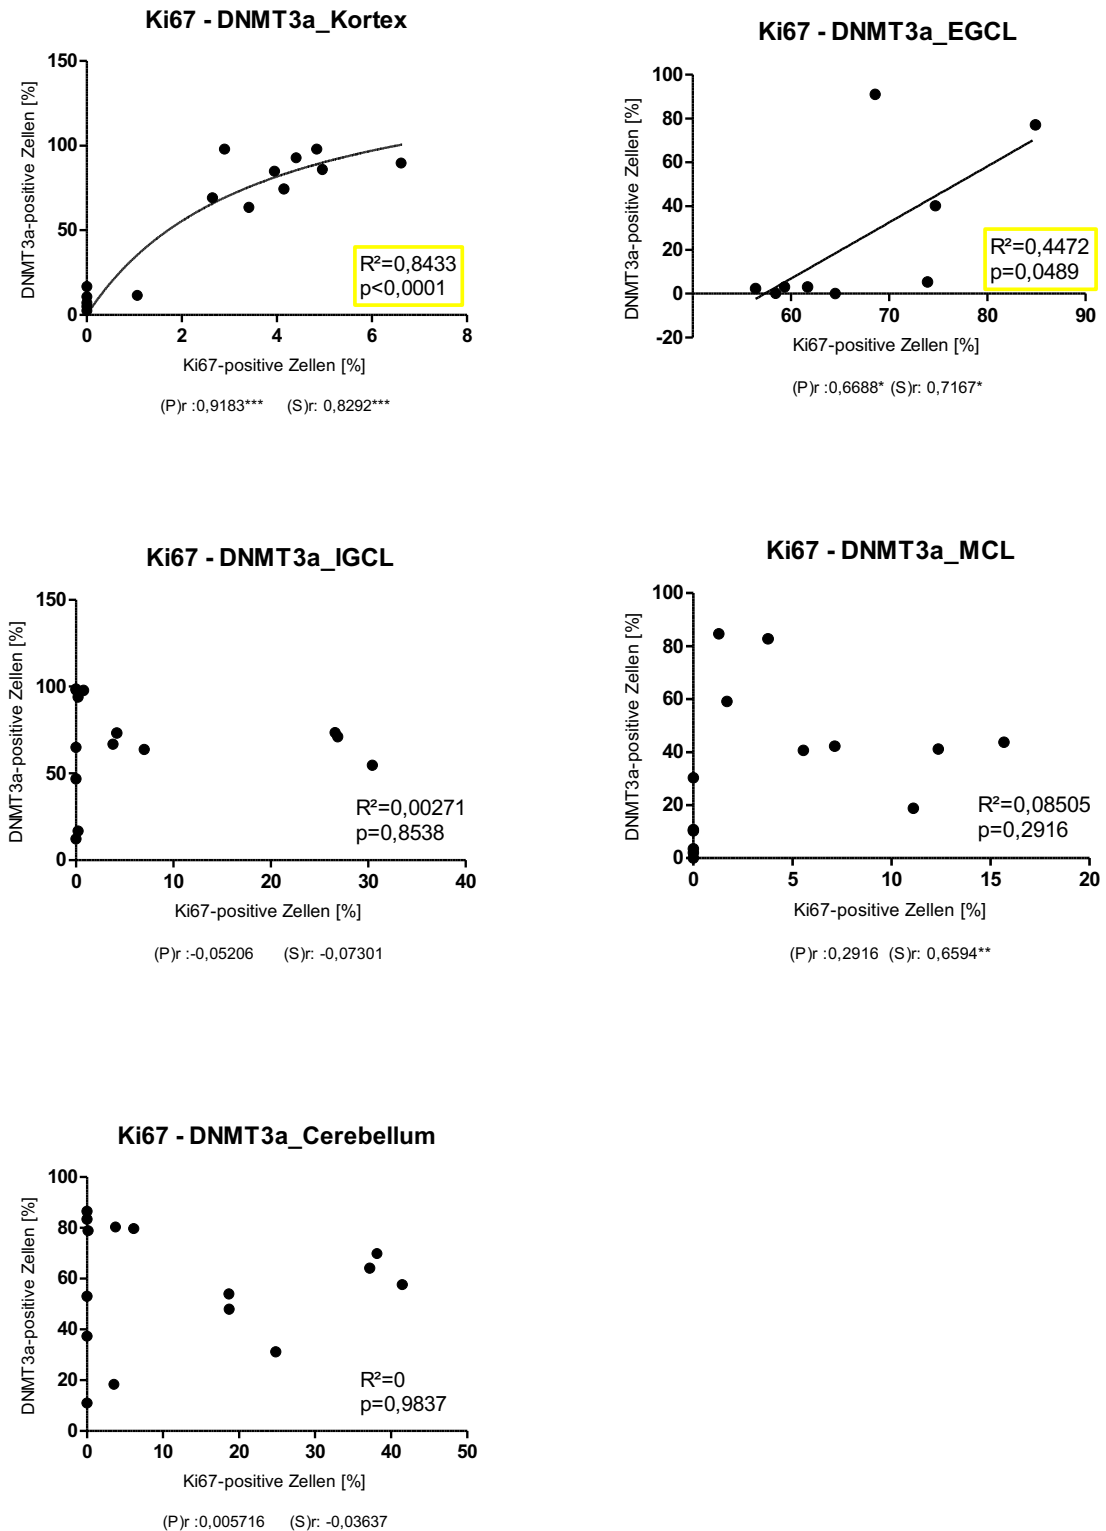 Ki67 - DNMT3a_Kortex
DNMT3a-positive Zellen [%]
150
100
50
0
0 2 4 6 8
Ki67-positive Zellen [%]
R²=0,8433
p<0,0001
(P)r :0,9183*** (S)r: 0,8292***
Ki67 - DNMT3a_EGCL
DNMT3a-positive Zellen [%]
100
80
60
40
20
0
-20
60 70 80 90
Ki67-positive Zellen [%]
R²=0,4472
p=0,0489
(P)r :0,6688* (S)r: 0,7167*
Ki67 - DNMT3a_IGCL
DNMT3a-positive Zellen [%]
150
100
50
0
0 10 20 30 40
Ki67-positive Zellen [%]
R²=0,00271
p=0,8538
(P)r :-0,05206 (S)r: -0,07301
Ki67 - DNMT3a_MCL
DNMT3a-positive Zellen [%]
100
80
60
40
20
0
0 5 10 15 20
Ki67-positive Zellen [%]
R²=0,08505
p=0,2916
(P)r :0,2916 (S)r: 0,6594**
Ki67 - DNMT3a_Cerebellum
DNMT3a-positive Zellen [%]
100
80
60
40
20
0
0 10 20 30 40 50
Ki67-positive Zellen [%]
R²=0
p=0,9837
(P)r :0,005716 (S)r: -0,03637